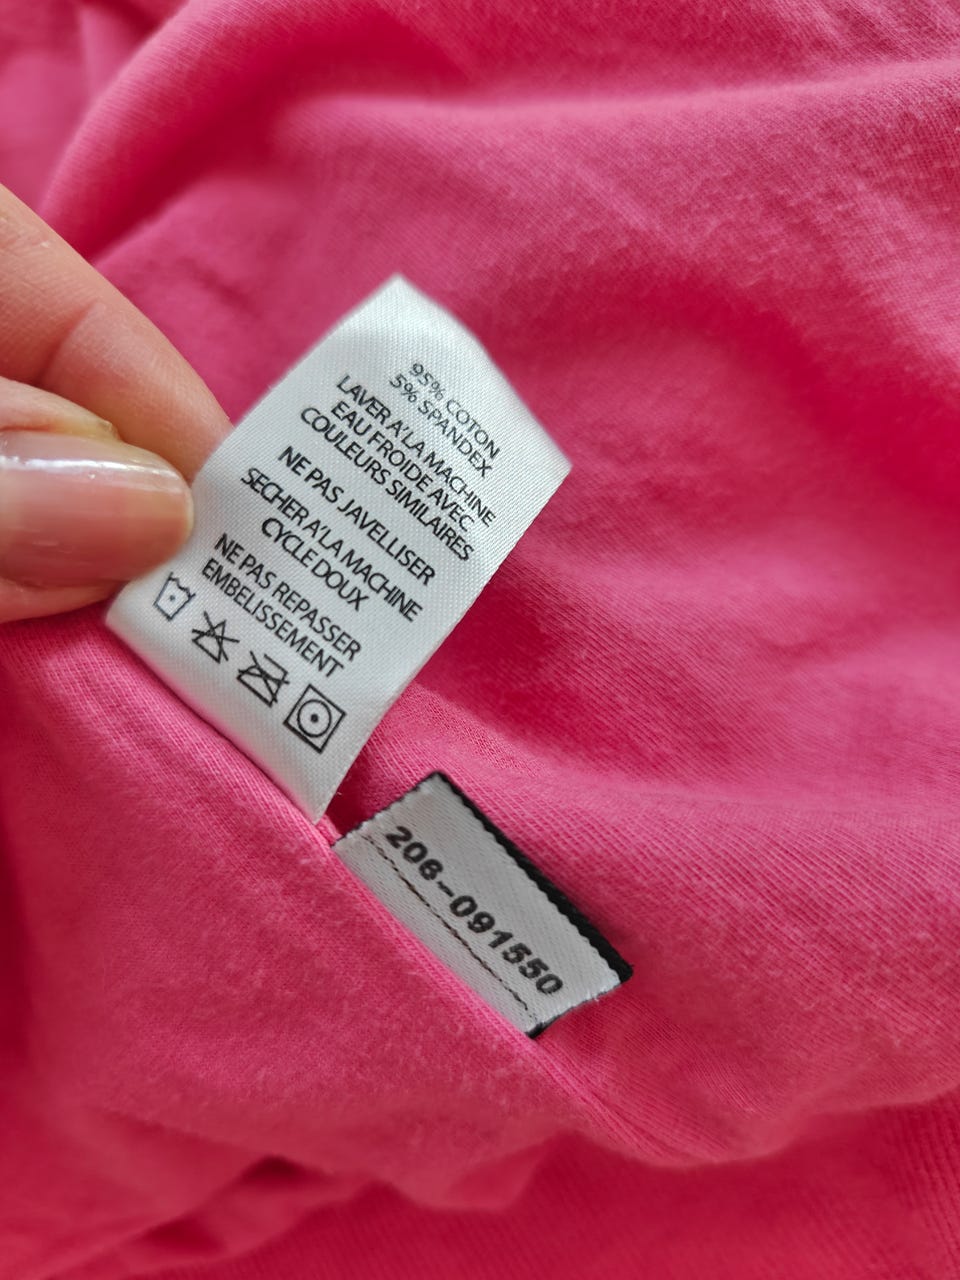 95% COTON
5% SPANDEX
LAVER A'LA MACHINE
EAU FROIDE AVEC
COULEURS SIMILAIRES
NE PAS JAVELLISER
SECHER A'LA MACHINE
CYCLE DOUX
NE PAS REPASSER
EMBELISSEMENT
206-091550